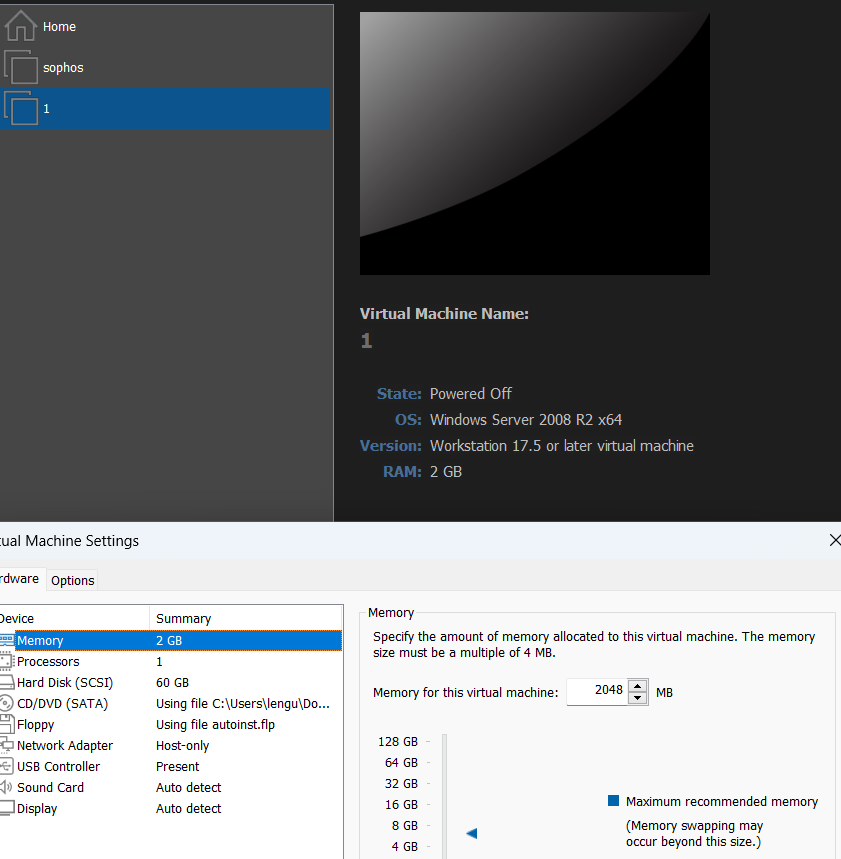 Home
sophos
1
Virtual Machine Name:
1
State: Powered Off
OS: Windows Server 2008 R2 x64
Version: Workstation 17.5 or later virtual machine
RAM: 2 GB
tual Machine Settings
rdware Options
Device Summary
Memory 2 GB
Processors 1
Hard Disk (SCSI) 60 GB
CD/DVD (SATA) Using file C:\Users\lengu\Do...
Floppy Using file autoinst.flp
Network Adapter Host-only
USB Controller Present
Sound Card Auto detect
Display Auto detect
Memory
Specify the amount of memory allocated to this virtual machine. The memory
size must be a multiple of 4 MB.
Memory for this virtual machine: 2048 MB
128 GB
64 GB
32 GB
16 GB
8 GB
4 GB
Maximum recommended memory
(Memory swapping may
occur beyond this size.)